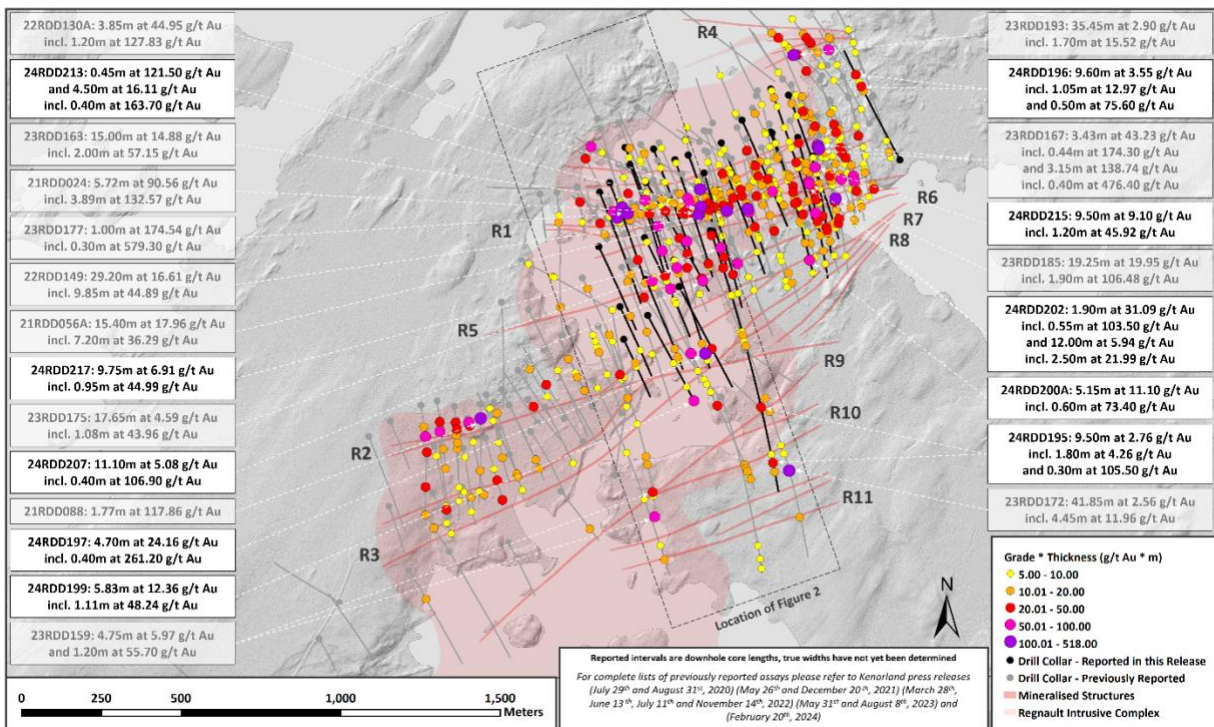 22RDD130A: 3.85m at 44.95 g/t Au
incl. 1.20m at 127.83 g/t Au
24RDD213: 0.45m at 121.50 g/t Au
and 4.50m at 16.11 g/t Au
incl. 0.40m at 163.70 g/t Au
23RDD163: 15.00m at 14.88 g/t Au
incl. 2.00m at 57.15 g/t Au
21RDD024: 5.72m at 90.56 g/t Au
incl. 3.89m at 132.57 g/t Au
23RDD177: 1.00m at 174.54 g/t Au
incl. 0.30m at 579.30 g/t Au
22RDD149: 29.20m at 16.61 g/t Au
incl. 9.85m at 44.89 g/t Au
21RDD056A: 15.40m at 17.96 g/t Au
incl. 7.20m at 36.29 g/t Au
24RDD217: 9.75m at 6.91 g/t Au
incl. 0.95m at 44.99 g/t Au
23RDD175: 17.65m at 4.59 g/t Au
incl. 1.08m at 43.96 g/t Au
24RDD207: 11.10m at 5.08 g/t Au
incl. 0.40m at 106.90 g/t Au
21RDD088: 1.77m at 117.86 g/t Au
24RDD197: 4.70m at 24.16 g/t Au
incl. 0.40m at 261.20 g/t Au
24RDD199: 5.83m at 12.36 g/t Au
incl. 1.11m at 48.24 g/t Au
23RDD159: 4.75m at 5.97 g/t Au
and 1.20m at 55.70 g/t Au
R4
R6
R7
R8
R1
R5
R9
R10
R2
R11
R3
Location of Figure 2
23RDD193: 35.45m at 2.90 g/t Au
incl. 1.70m at 15.52 g/t Au
24RDD196: 9.60m at 3.55 g/t Au
incl. 1.05m at 12.97 g/t Au
and 0.50m at 75.60 g/t Au
23RDD167: 3.43m at 43.23 g/t Au
incl. 0.44m at 174.30 g/t Au
and 3.15m at 138.74 g/t Au
incl. 0.40m at 476.40 g/t Au
24RDD215: 9.50m at 9.10 g/t Au
incl. 1.20m at 45.92 g/t Au
23RDD185: 19.25m at 19.95 g/t Au
incl. 1.90m at 106.48 g/t Au
24RDD202: 1.90m at 31.09 g/t Au
incl. 0.55m at 103.50 g/t Au
and 12.00m at 5.94 g/t Au
incl. 2.50m at 21.99 g/t Au
24RDD200A: 5.15m at 11.10 g/t Au
incl. 0.60m at 73.40 g/t Au
24RDD195: 9.50m at 2.76 g/t Au
incl. 1.80m at 4.26 g/t Au
and 0.30m at 105.50 g/t Au
23RDD172: 41.85m at 2.56 g/t Au
incl. 4.45m at 11.96 g/t Au
N
Grade * Thickness (g/t Au * m)
5.00 - 10.00
10.01 - 20.00
20.01 - 50.00
50.01 - 100.00
100.01 - 518.00
Drill Collar - Reported in this Release
Drill Collar - Previously Reported
Mineralised Structures
Regnault Intrusive Complex
Reported intervals are downhole core lengths, true widths have not yet been determined
For complete lists of previously reported assays please refer to Kenorland press releases
(July 29th and August 31st, 2020) (May 26th and December 20th, 2021) (March 28th,
June 13th, July 11th and November 14th, 2022) (May 31st and August 8th, 2023) and
(February 20th, 2024)
0 250 500 1,000 1,500
Meters